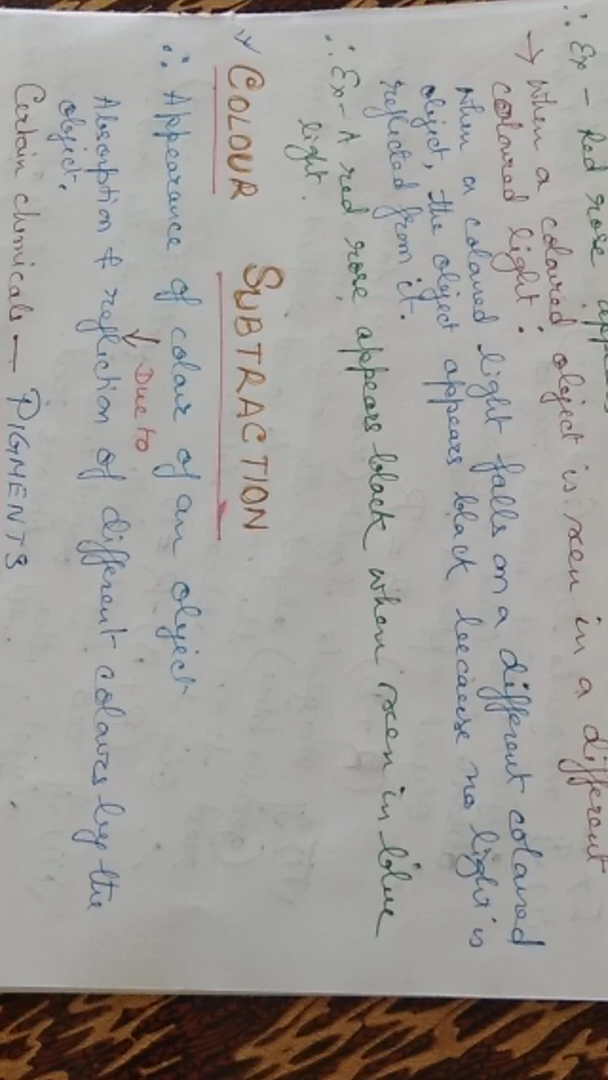 ∴ Ex - Red rose appears
→ When a coloured object is seen in a different
coloured light:
When a coloured light falls on a different coloured
object, the object appears black because no light is
reflected from it.
∴ Ex - A red rose appears black when seen in blue
light.
COLOUR SUBTRACTION
∴ Appearance of colour of an object
↓ Due to
Absorption & reflection of different colours by the
object.
Certain chemicals — PIGMENTS